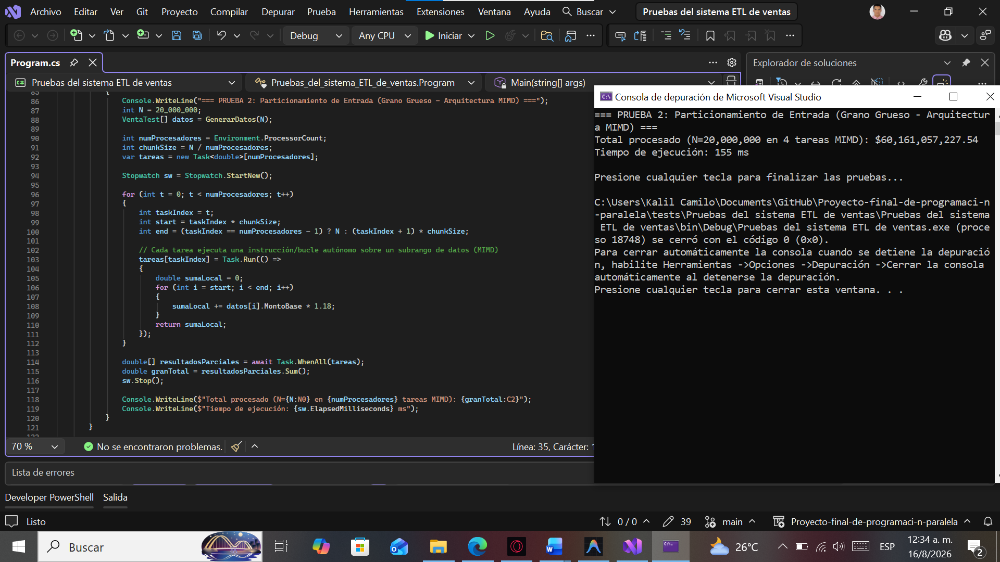 Archivo Editar Ver Git Proyecto Compilar Depurar Prueba Herramientas Extensiones Ventana Ayuda Buscar Pruebas del sistema ETL de ventas
Debug Any CPU Iniciar
Program.cs
Pruebas del sistema ETL de ventas Pruebas_del_sistema_ETL_de_ventas.Program Main(string[] args)
85 {
86 Console.WriteLine("=== PRUEBA 2: Particionamiento de Entrada (Grano Grueso - Arquitectura MIMD) ===");
87 int N = 20_000_000;
88 VentaTest[] datos = GenerarDatos(N);
89
90 int numProcesadores = Environment.ProcessorCount;
91 int chunkSize = N / numProcesadores;
92 var tareas = new Task<double>[numProcesadores];
93
94 Stopwatch sw = Stopwatch.StartNew();
95
96 for (int t = 0; t < numProcesadores; t++)
97 {
98 int taskIndex = t;
99 int start = taskIndex * chunkSize;
100 int end = (taskIndex == numProcesadores - 1) ? N : (taskIndex + 1) * chunkSize;
101
102 // Cada tarea ejecuta una instrucción/bucle autónomo sobre un subrango de datos (MIMD)
103 tareas[taskIndex] = Task.Run(() =>
104 {
105 double sumaLocal = 0;
106 for (int i = start; i < end; i++)
107 {
108 sumaLocal += datos[i].MontoBase * 1.18;
109 }
110 return sumaLocal;
111 });
112 }
113
114 double[] resultadosParciales = await Task.WhenAll(tareas);
115 double granTotal = resultadosParciales.Sum();
116 sw.Stop();
117
118 Console.WriteLine($"Total procesado (N={N:N0} en {numProcesadores} tareas MIMD): {granTotal:C2}");
119 Console.WriteLine($"Tiempo de ejecución: {sw.ElapsedMilliseconds} ms");
120 }
121 }
70 % No se encontraron problemas. Línea: 35, Carácter:
Explorador de soluciones
Consola de depuración de Microsoft Visual Studio
=== PRUEBA 2: Particionamiento de Entrada (Grano Grueso - Arquitectur
a MIMD) ===
Total procesado (N=20,000,000 en 4 tareas MIMD): $60,161,057,227.54
Tiempo de ejecución: 155 ms
Presione cualquier tecla para finalizar las pruebas...
C:\Users\Kalil Camilo\Documents\GitHub\Proyecto-final-de-programaci-n
-paralela\tests\Pruebas del sistema ETL de ventas\Pruebas del sistema
ETL de ventas\bin\Debug\Pruebas del sistema ETL de ventas.exe (proce
so 18748) se cerró con el código 0 (0x0).
Para cerrar automáticamente la consola cuando se detiene la depuració
n, habilite Herramientas ->Opciones ->Depuración ->Cerrar la consola
automáticamente al detenerse la depuración.
Presione cualquier tecla para cerrar esta ventana. . .
Lista de errores
Developer PowerShell Salida
Listo 0 / 0 39 main Proyecto-final-de-programaci-n-paralela
Buscar 26°C ESP 12:34 a. m.
16/8/2026 2